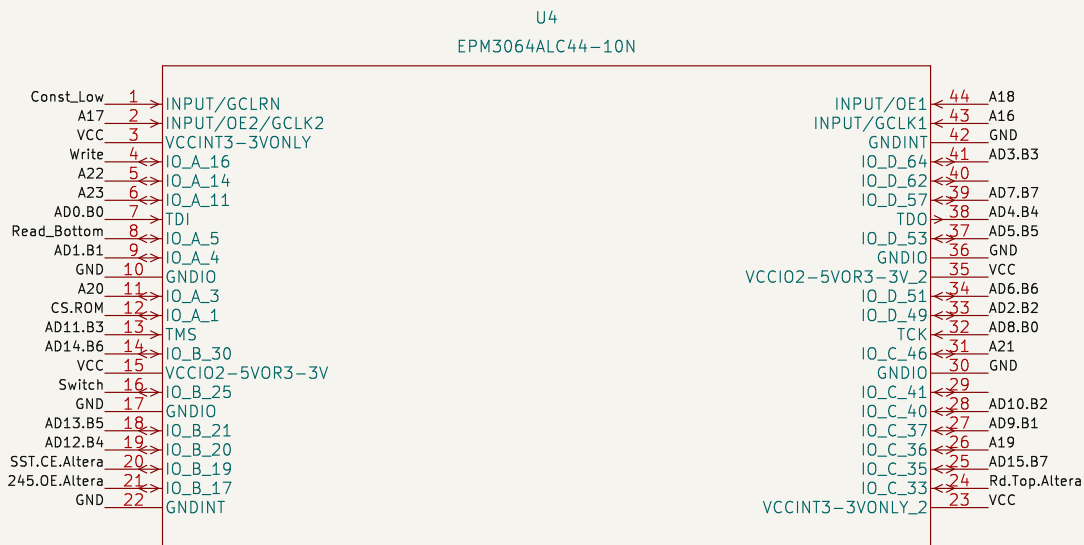 U4
EPM3064ALC44-10N
Const_Low 1 INPUT/GCLRN INPUT/OE1 44 A18
A17 2 INPUT/OE2/GCLK2 INPUT/GCLK1 43 A16
VCC 3 VCCINT3-3VONLY GNDINT 42 GND
Write 4 IO_A_16 IO_D_64 41 AD3.B3
A22 5 IO_A_14 IO_D_62 40
A23 6 IO_A_11 IO_D_57 39 AD7.B7
AD0.B0 7 TDI TDO 38 AD4.B4
Read_Bottom 8 IO_A_5 IO_D_53 37 AD5.B5
AD1.B1 9 IO_A_4 GNDIO 36 GND
GND 10 GNDIO VCCIO2-5VOR3-3V_2 35 VCC
A20 11 IO_A_3 IO_D_51 34 AD6.B6
CS.ROM 12 IO_A_1 IO_D_49 33 AD2.B2
AD11.B3 13 TMS TCK 32 AD8.B0
AD14.B6 14 IO_B_30 IO_C_46 31 A21
VCC 15 VCCIO2-5VOR3-3V GNDIO 30 GND
Switch 16 IO_B_25 IO_C_41 29
GND 17 GNDIO IO_C_40 28 AD10.B2
AD13.B5 18 IO_B_21 IO_C_37 27 AD9.B1
AD12.B4 19 IO_B_20 IO_C_36 26 A19
SST.CE.Altera 20 IO_B_19 IO_C_35 25 AD15.B7
245.OE.Altera 21 IO_B_17 IO_C_33 24 Rd.Top.Altera
GND 22 GNDINT VCCINT3-3VONLY_2 23 VCC